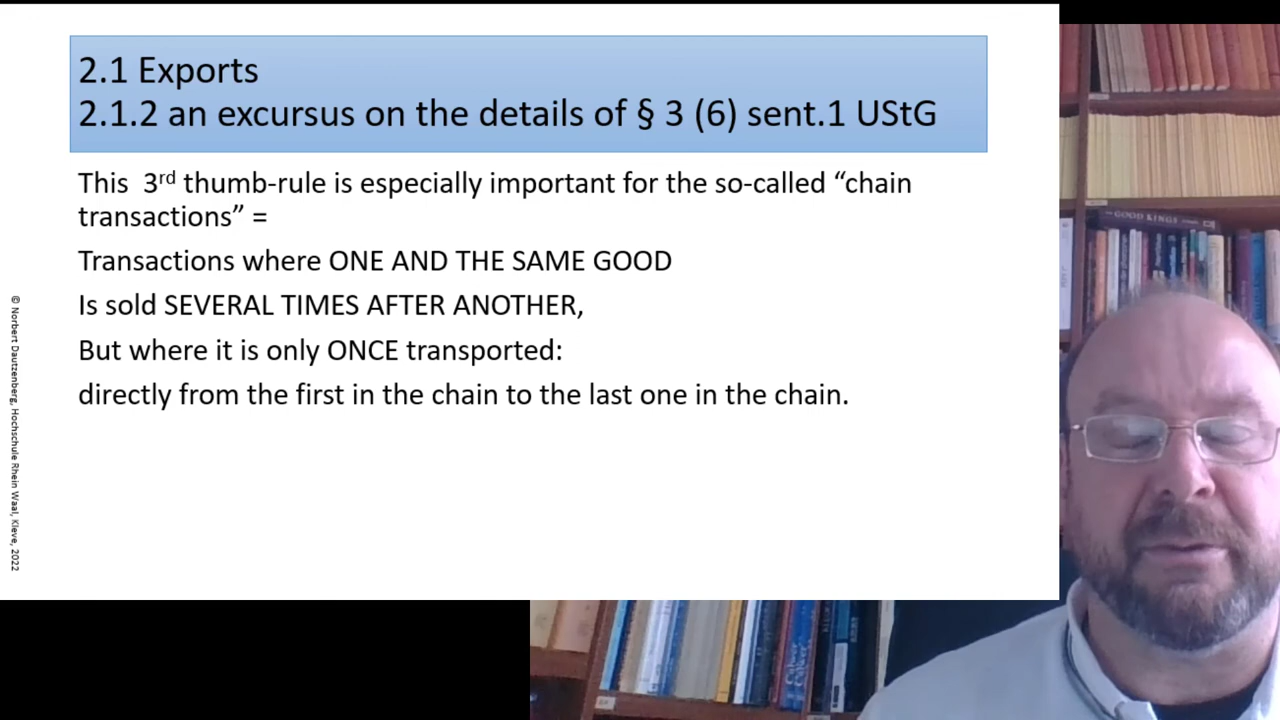 2.1 Exports
2.1.2 an excursus on the details of § 3 (6) sent.1 UStG
This  3rd thumb-rule is especially important for the so-called “chain
transactions” =
Transactions where ONE AND THE SAME GOOD
Is sold SEVERAL TIMES AFTER ANOTHER,
But where it is only ONCE transported:
directly from the first in the chain to the last one in the chain.
© Norbert Dautzenberg, Hochschule Rhein Waal, Kleve, 2022
GOOD KINGS